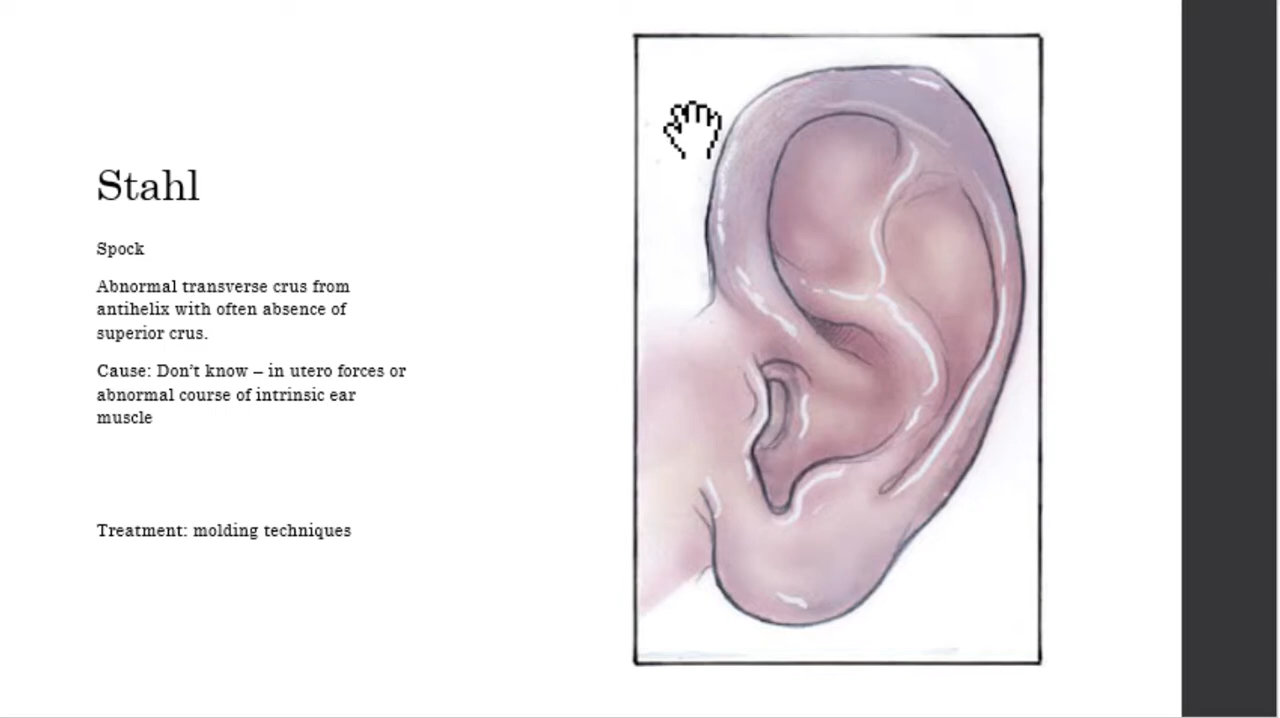 Stahl
Spock
Abnormal transverse crus from
antihelix with often absence of
superior crus.
Cause: Don’t know – in utero forces or
abnormal course of intrinsic ear
muscle
Treatment: molding techniques